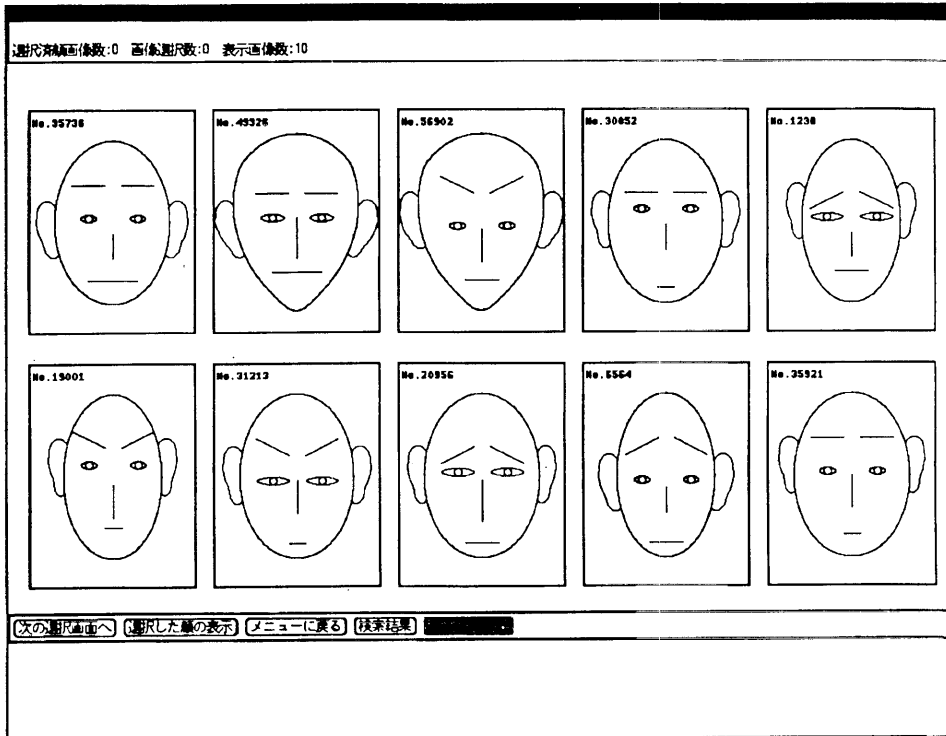 選択済顔画像数:0 画像選択数:0 表示画像数:10
No.35736 No.49326 No.56902 No.30852 No.1238
No.19001 No.31213 No.20956 No.6564 No.35921
次の選択画面へ 選択した顔の表示 メニューに戻る 検索結果